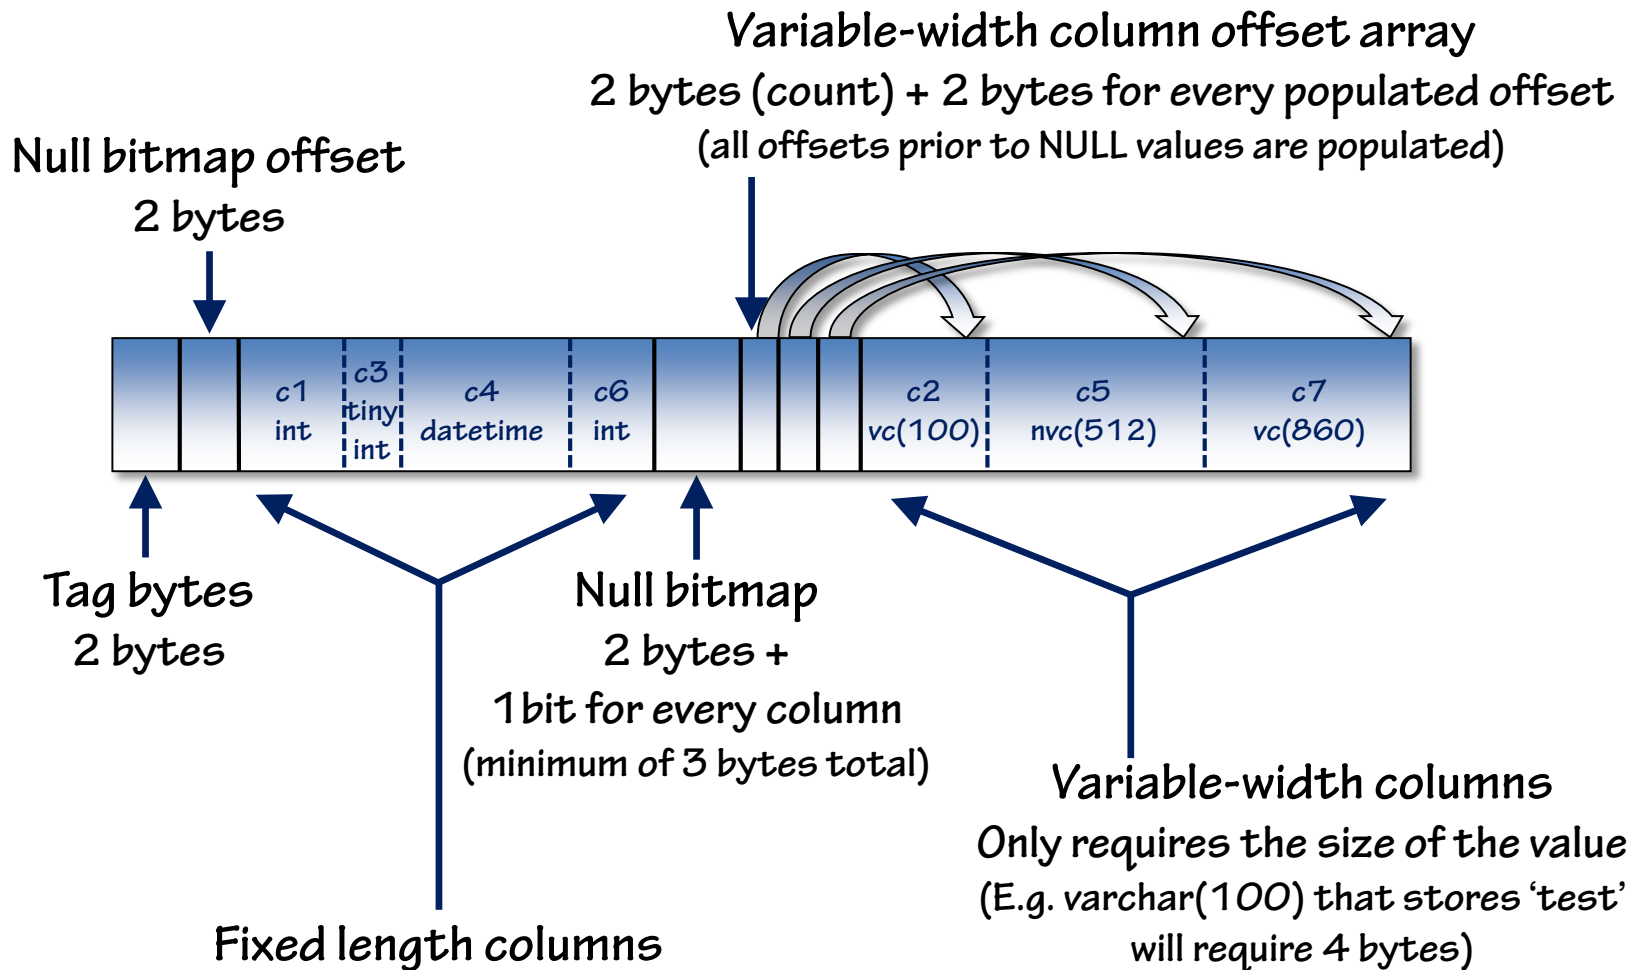 Variable-width column offset array
2 bytes (count) + 2 bytes for every populated offset
(all offsets prior to NULL values are populated)
Null bitmap offset
2 bytes
c1
int
c3
tiny
int
c4
datetime
c6
int
c2
vc(100)
c5
nvc(512)
c7
vc(860)
Tag bytes
2 bytes
Null bitmap
2 bytes +
1bit for every column
(minimum of 3 bytes total)
Variable-width columns
Only requires the size of the value
(E.g. varchar(100) that stores ‘test’
will require 4 bytes)
Fixed length columns